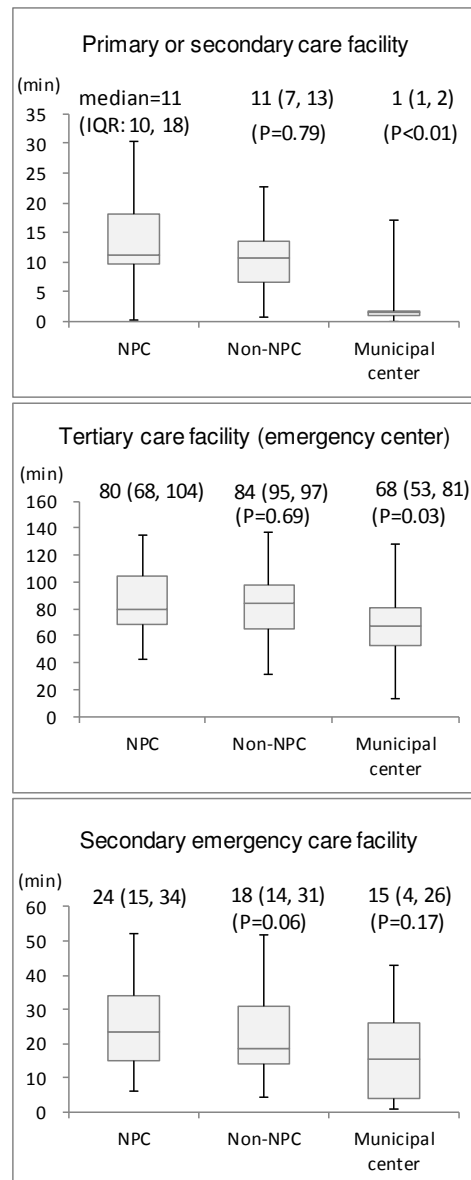 Primary or secondary care facility
(min)
median=11
(IQR: 10, 18)
11 (7, 13)
(P=0.79)
1 (1, 2)
(P<0.01)
35
30
25
20
15
10
5
0
NPC
Non-NPC
Municipal
center
Tertiary care facility (emergency center)
(min)
80 (68, 104)
84 (95, 97)
(P=0.69)
68 (53, 81)
(P=0.03)
160
140
120
100
80
60
40
20
0
NPC
Non-NPC
Municipal
center
Secondary emergency care facility
(min)
24 (15, 34)
18 (14, 31)
(P=0.06)
15 (4, 26)
(P=0.17)
60
50
40
30
20
10
0
NPC
Non-NPC
Municipal
center